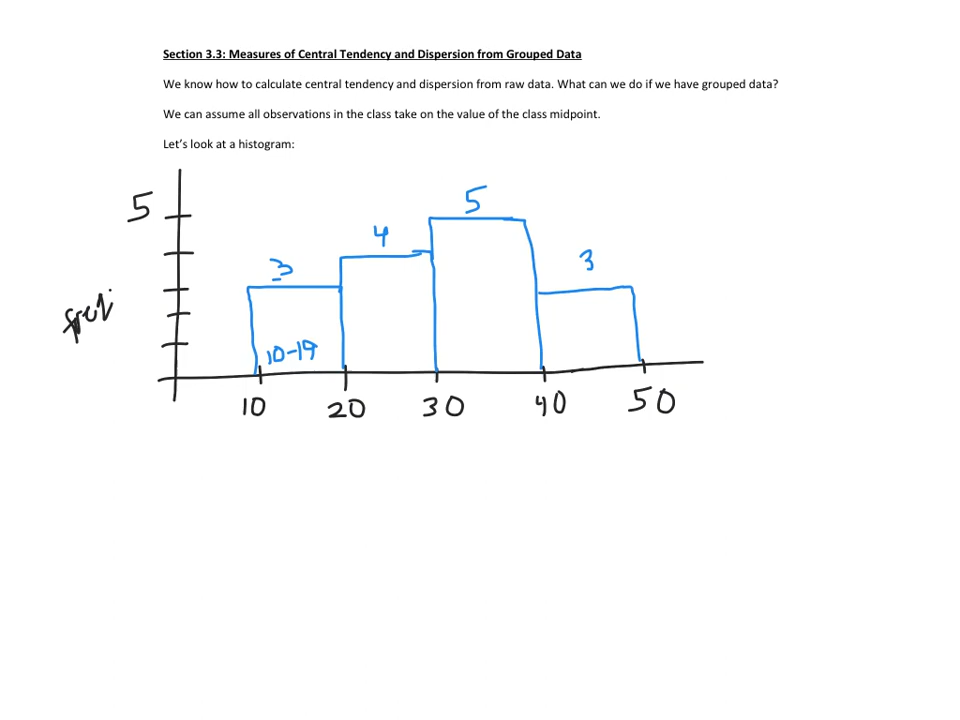 Section 3.3: Measures of Central Tendency and Dispersion from Grouped Data
We know how to calculate central tendency and dispersion from raw data. What can we do if we have grouped data?
We can assume all observations in the class take on the value of the class midpoint.
Let's look at a histogram:
5
5
4
3
3
10-19
10 20 30 40 50